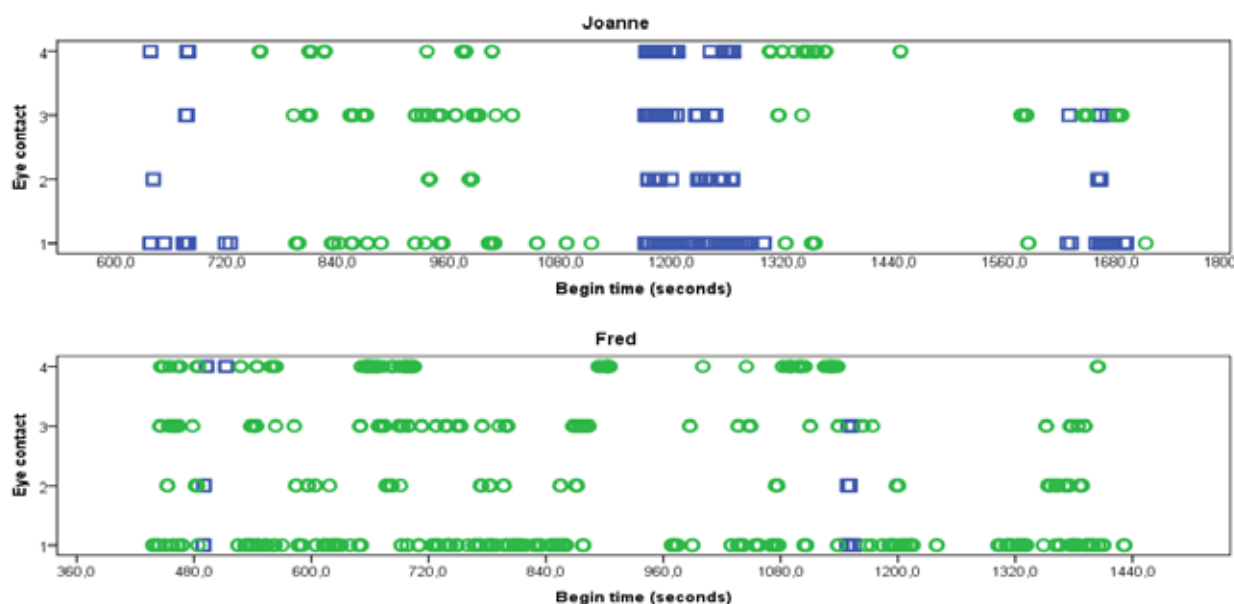 Joanne
Eye contact
4
3
2
1
600,0 720,0 840,0 960,0 1080,0 1200,0 1320,0 1440,0 1560,0 1680,0 1800
Begin time (seconds)
Fred
Eye contact
4
3
2
1
360,0 480,0 600,0 720,0 840,0 960,0 1080,0 1200,0 1320,0 1440,0
Begin time (seconds)